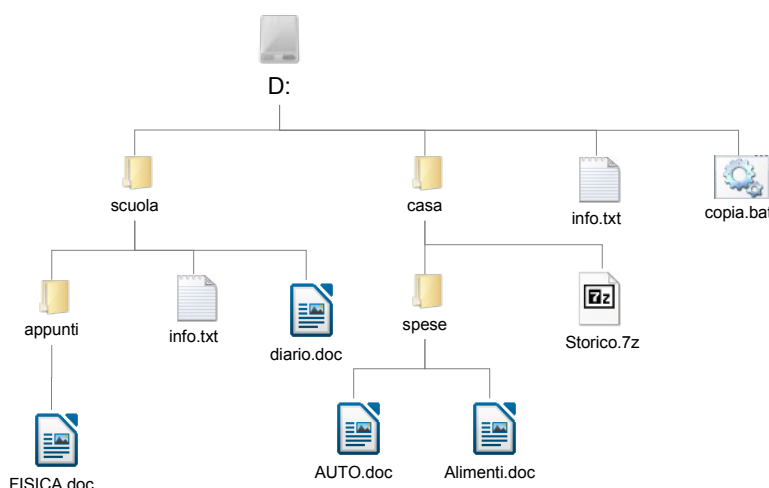 D:
scuola
casa
info.txt
copia.bat
appunti
info.txt
diario.doc
spese
Storico.7z
7z
FISICA.doc
AUTO.doc
Alimenti.doc